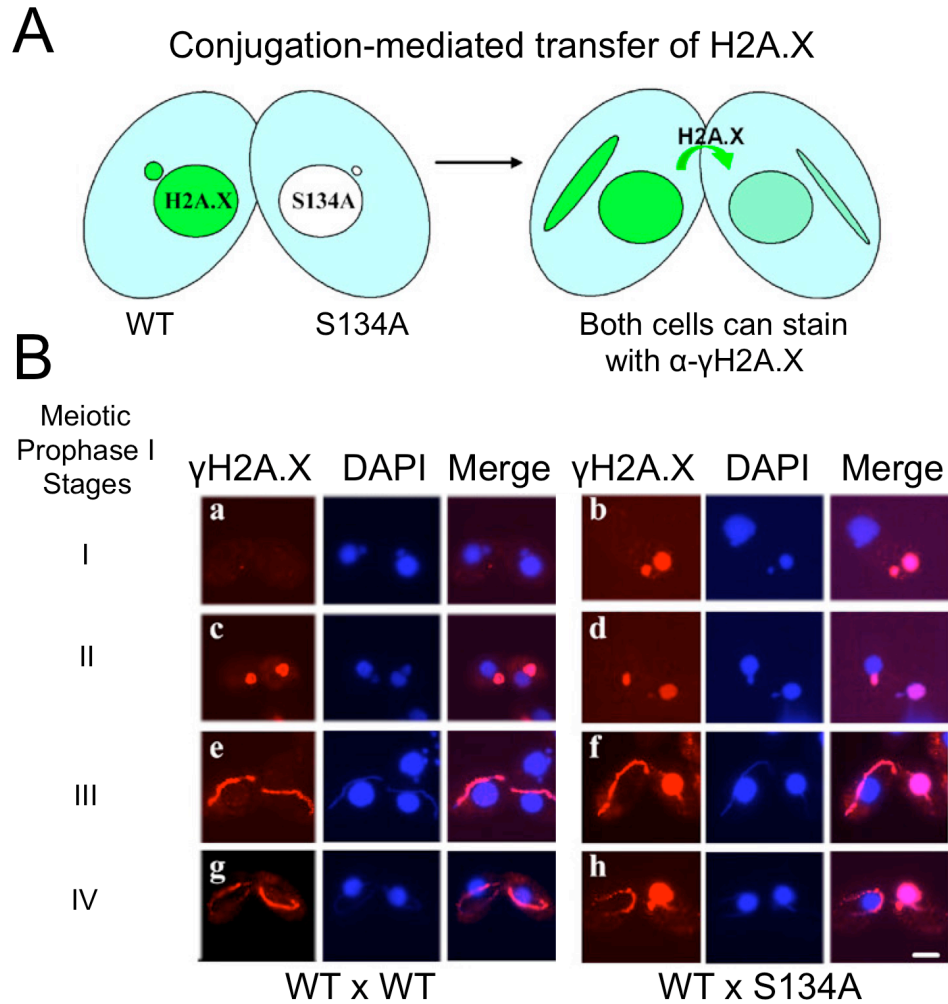 A
Conjugation-mediated transfer of H2A.X
H2A.X
S134A
H2A.X
WT
S134A
Both cells can stain
with α-γH2A.X
B
Meiotic
Prophase I
Stages
γH2A.X DAPI Merge γH2A.X DAPI Merge
I
a
b
II
c
d
III
e
f
IV
g
h
WT x WT
WT x S134A